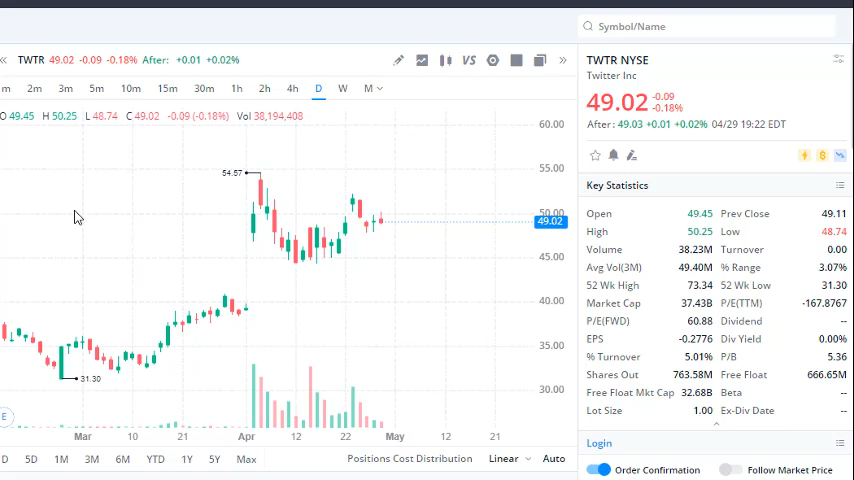 Symbol/Name
TWTR 49.02 -0.09 -0.18% After: +0.01 +0.02%
VS
m 2m 3m 5m 10m 15m 30m 1h 2h 4h D W M
O 49.45 H 50.25 L 48.74 C 49.02 -0.09 (-0.18%) Vol 38,194,408
60.00
55.00
50.00
49.02
45.00
40.00
35.00
30.00
54.57
31.30
E
Mar 10 21 Apr 12 22 May 12 21
D 5D 1M 3M 6M YTD 1Y 5Y Max Positions Cost Distribution Linear Auto
TWTR NYSE
Twitter Inc
49.02 -0.09
-0.18%
After : 49.03 +0.01 +0.02% 04/29 19:22 EDT
Key Statistics
Open 49.45 Prev Close 49.11
High 50.25 Low 48.74
Volume 38.23M Turnover 0.00
Avg Vol(3M) 49.40M % Range 3.07%
52 Wk High 73.34 52 Wk Low 31.30
Market Cap 37.43B P/E(TTM) -167.8767
P/E(FWD) 60.88 Dividend --
EPS -0.2776 Div Yield 0.00%
% Turnover 5.01% P/B 5.36
Shares Out 763.58M Free Float 666.65M
Free Float Mkt Cap 32.68B Beta --
Lot Size 1.00 Ex-Div Date --
Login
Order Confirmation Follow Market Price